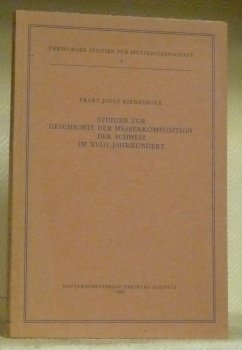 FREIBURGER STUDIEN ZUR MUSIKWISSENSCHAFT
FRANZ JOSEF
STUDIEN ZUR
GESCHICHTE DER MESSENKOMPOSITION
DER SCHWEIZ
IM XVIII JAHRHUNDERT
UNIVERSITÄTSVERLAG FREIBURG SCHWEIZ